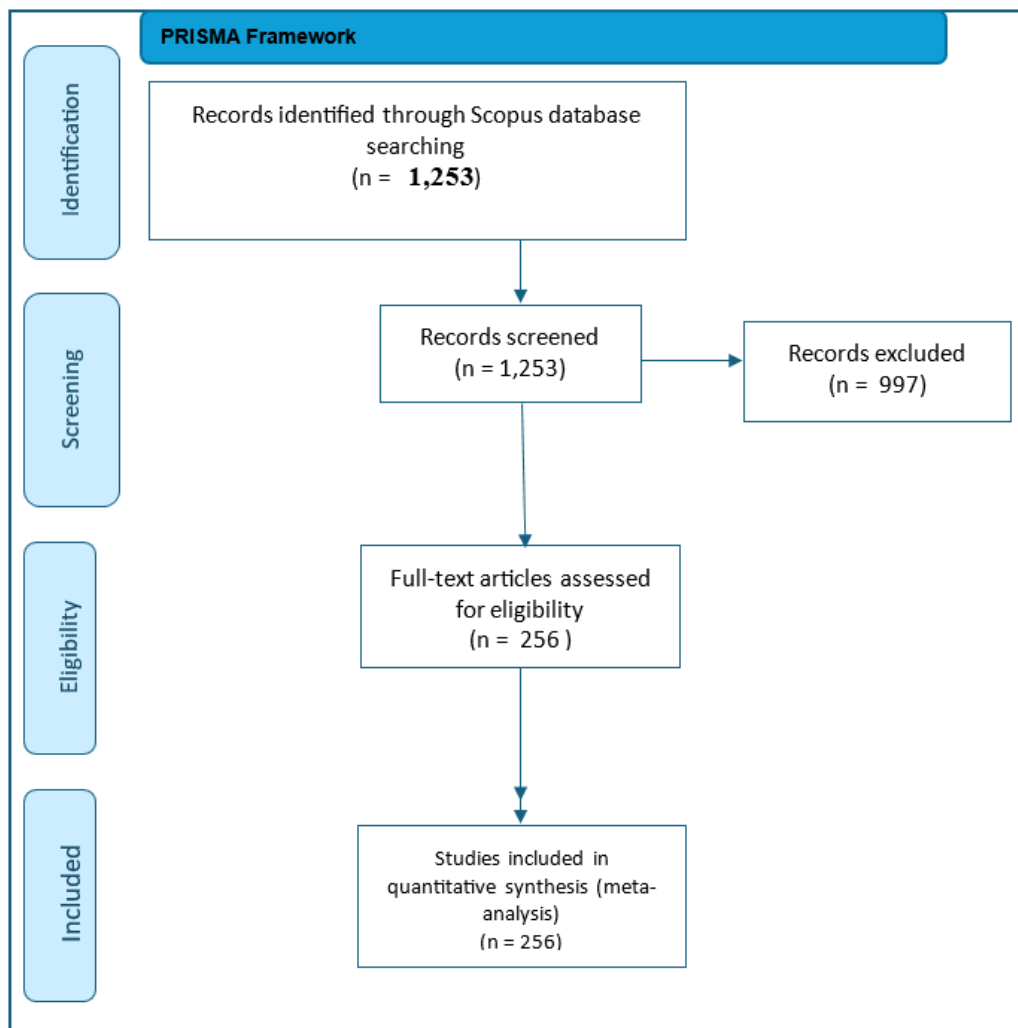 PRISMA Framework
Identification
Records identified through Scopus database
searching
(n = 1,253)
Screening
Records screened
(n = 1,253)
Records excluded
(n = 997)
Eligibility
Full-text articles assessed
for eligibility
(n = 256 )
Included
Studies included in
quantitative synthesis (meta-
analysis)
(n = 256)